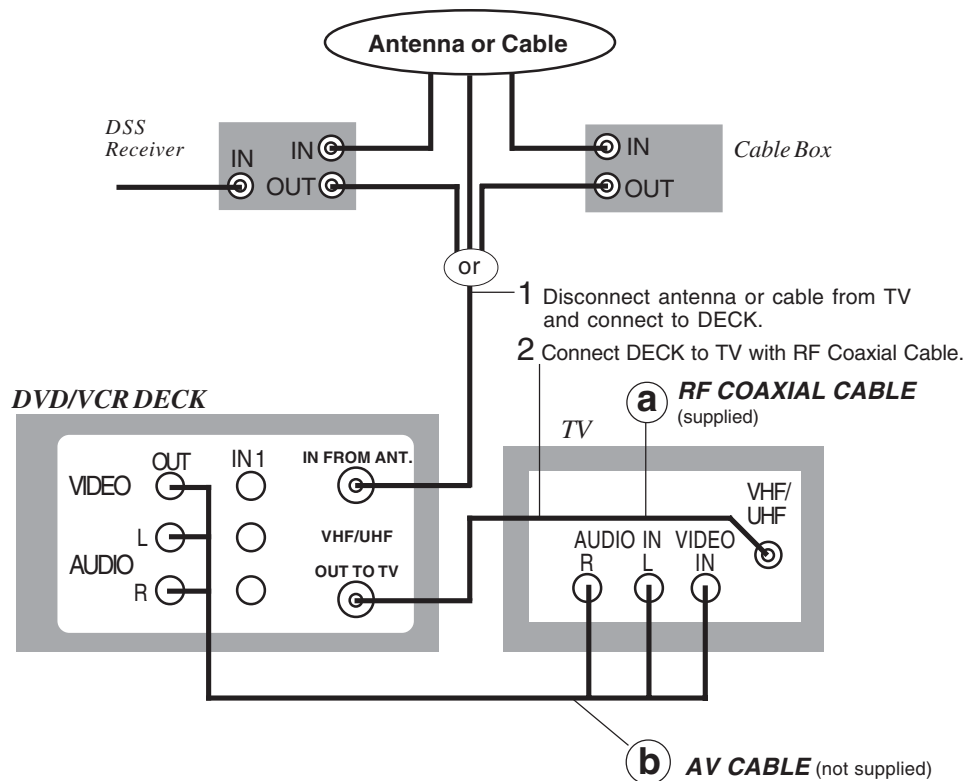 Antenna or Cable
DSS
Receiver
IN
IN
OUT
IN
OUT
Cable Box
or
1 Disconnect antenna or cable from TV
and connect to DECK.
2 Connect DECK to TV with RF Coaxial Cable.
a RF COAXIAL CABLE
(supplied)
DVD/VCR DECK
OUT
IN 1
IN FROM ANT.
VIDEO
L
AUDIO
R
VHF/UHF
OUT TO TV
TV
VHF/
UHF
AUDIO IN
R L
VIDEO
IN
b AV CABLE (not supplied)